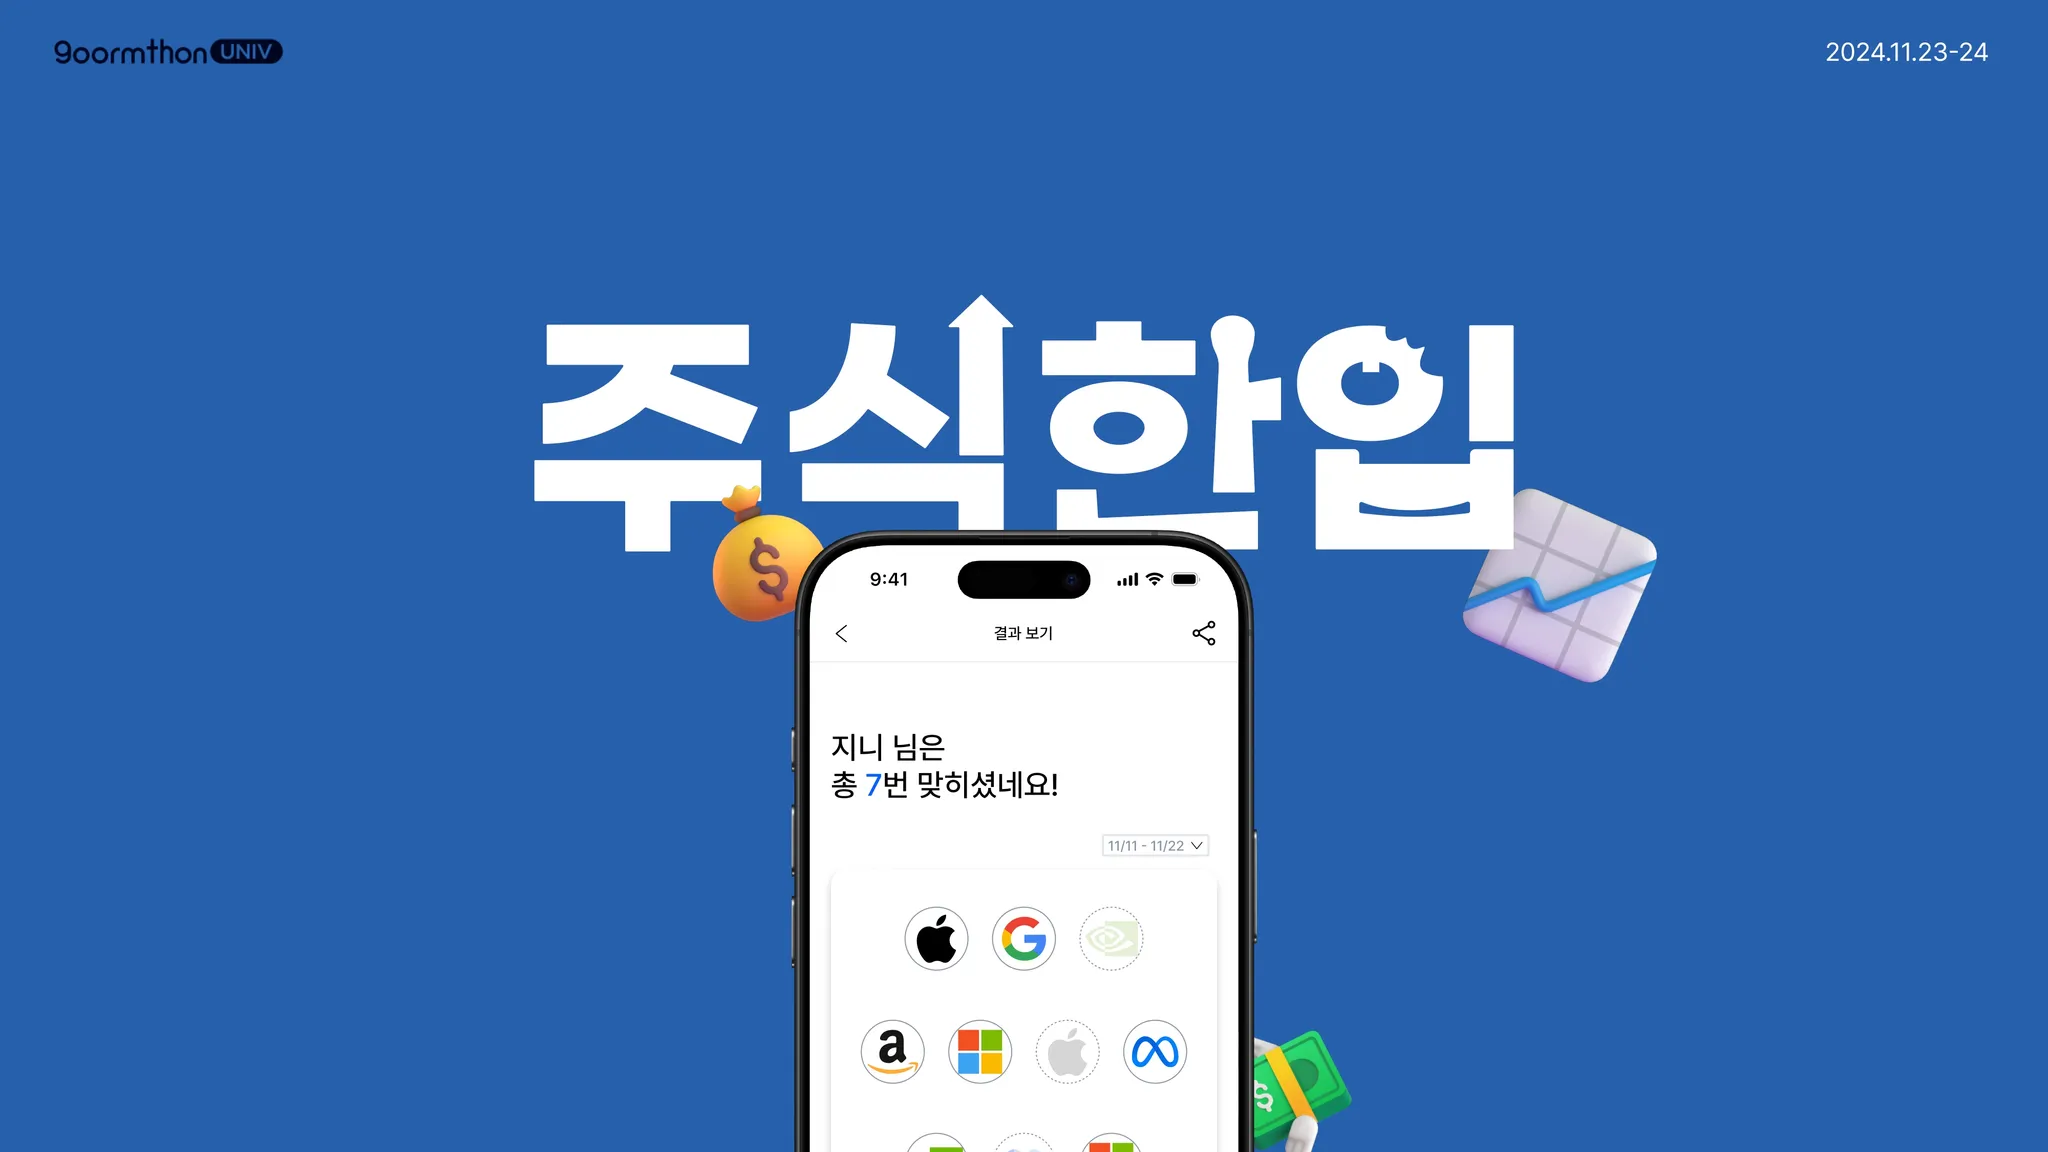 goormthon UNIV
2024.11.23-24
주식한입
9:41
결과 보기
지니 님은
총 7번 맞히셨네요!
11/11 - 11/22